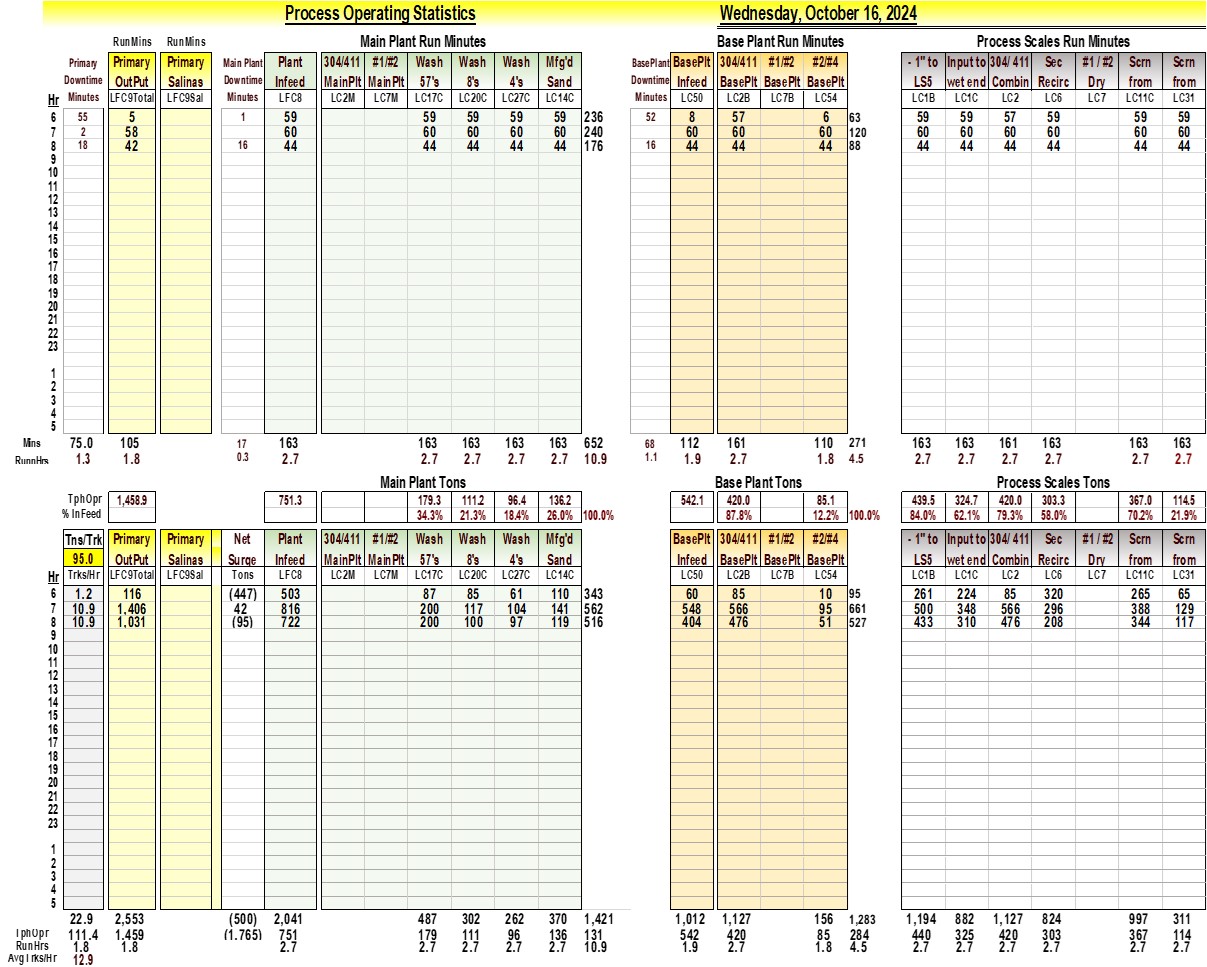 Process Operating Statistics Wednesday, October 16, 2024
RunMins RunMins Main Plant Run Minutes Base Plant Run Minutes Process Scales Run Minutes
Primary Primary Primary Main Plant Plant 304/411 #1/#2 Wash Wash Wash Mfg'd BasePlant BasePlt 304/411 #1/#2 #2/#4 - 1" to Input to 304/ 411 Sec #1 / #2 Scrn Scrn
Downtime OutPut Salinas Downtime Infeed MainPlt MainPlt 57's 8's 4's Sand Downtime Infeed BasePlt BasePlt BasePlt LS5 wet end Combin Recirc Dry from from
Hr Minutes LFC9Total LFC9Sal Minutes LFC8 LC2M LC7M LC17C LC20C LC27C LC14C Minutes LC50 LC2B LC7B LC54 LC1B LC1C LC2 LC6 LC7 LC11C LC31
6 55 5 1 59 59 59 59 59 236 52 8 57 6 63 59 59 57 59 59 59
7 2 58 60 60 60 60 60 240 60 60 60 120 60 60 60 60 60 60
8 18 42 16 44 44 44 44 44 176 16 44 44 44 88 44 44 44 44 44 44
9
10
11
12
13
14
15
16
17
18
19
20
21
22
23
1
2
3
4
5
Mins 75.0 105 17 163 163 163 163 163 652 68 112 161 110 271 163 163 161 163 163 163
RunnHrs 1.3 1.8 0.3 2.7 2.7 2.7 2.7 2.7 10.9 1.1 1.9 2.7 1.8 4.5 2.7 2.7 2.7 2.7 2.7 2.7
Main Plant Tons Base Plant Tons Process Scales Tons
TphOpr 1,458.9 751.3 179.3 111.2 96.4 136.2 542.1 420.0 85.1 439.5 324.7 420.0 303.3 367.0 114.5
% InFeed 34.3% 21.3% 18.4% 26.0% 100.0% 87.8% 12.2% 100.0% 84.0% 62.1% 79.3% 58.0% 70.2% 21.9%
Tns/Trk Primary Primary Net Plant 304/411 #1/#2 Wash Wash Wash Mfg'd BasePlt 304/411 #1/#2 #2/#4 - 1" to Input to 304/ 411 Sec #1 / #2 Scrn Scrn
95.0 OutPut Salinas Surge Infeed MainPlt MainPlt 57's 8's 4's Sand Infeed BasePlt BasePlt BasePlt LS5 wet end Combin Recirc Dry from from
Hr Trks/Hr LFC9Total LFC9Sal Tons LFC8 LC2M LC7M LC17C LC20C LC27C LC14C LC50 LC2B LC7B LC54 LC1B LC1C LC2 LC6 LC7 LC11C LC31
6 1.2 116 (447) 503 87 85 61 110 343 60 85 10 95 261 224 85 320 265 65
7 10.9 1,406 42 816 200 117 104 141 562 548 566 95 661 500 348 566 296 388 129
8 10.9 1,031 (95) 722 200 100 97 119 516 404 476 51 527 433 310 476 208 344 117
9
10
11
12
13
14
15
16
17
18
19
20
21
22
23
1
2
3
4
5
22.9 2,553 (500) 2,041 487 302 262 370 1,421 1,012 1,127 156 1,283 1,194 882 1,127 824 997 311
TphOpr 111.4 1,459 (1.765) 751 179 111 96 136 131 542 420 85 284 440 325 420 303 367 114
RunHrs 1.8 1.8 2.7 2.7 2.7 2.7 2.7 10.9 1.9 2.7 1.8 4.5 2.7 2.7 2.7 2.7 2.7 2.7
AvgTrks/Hr 12.9